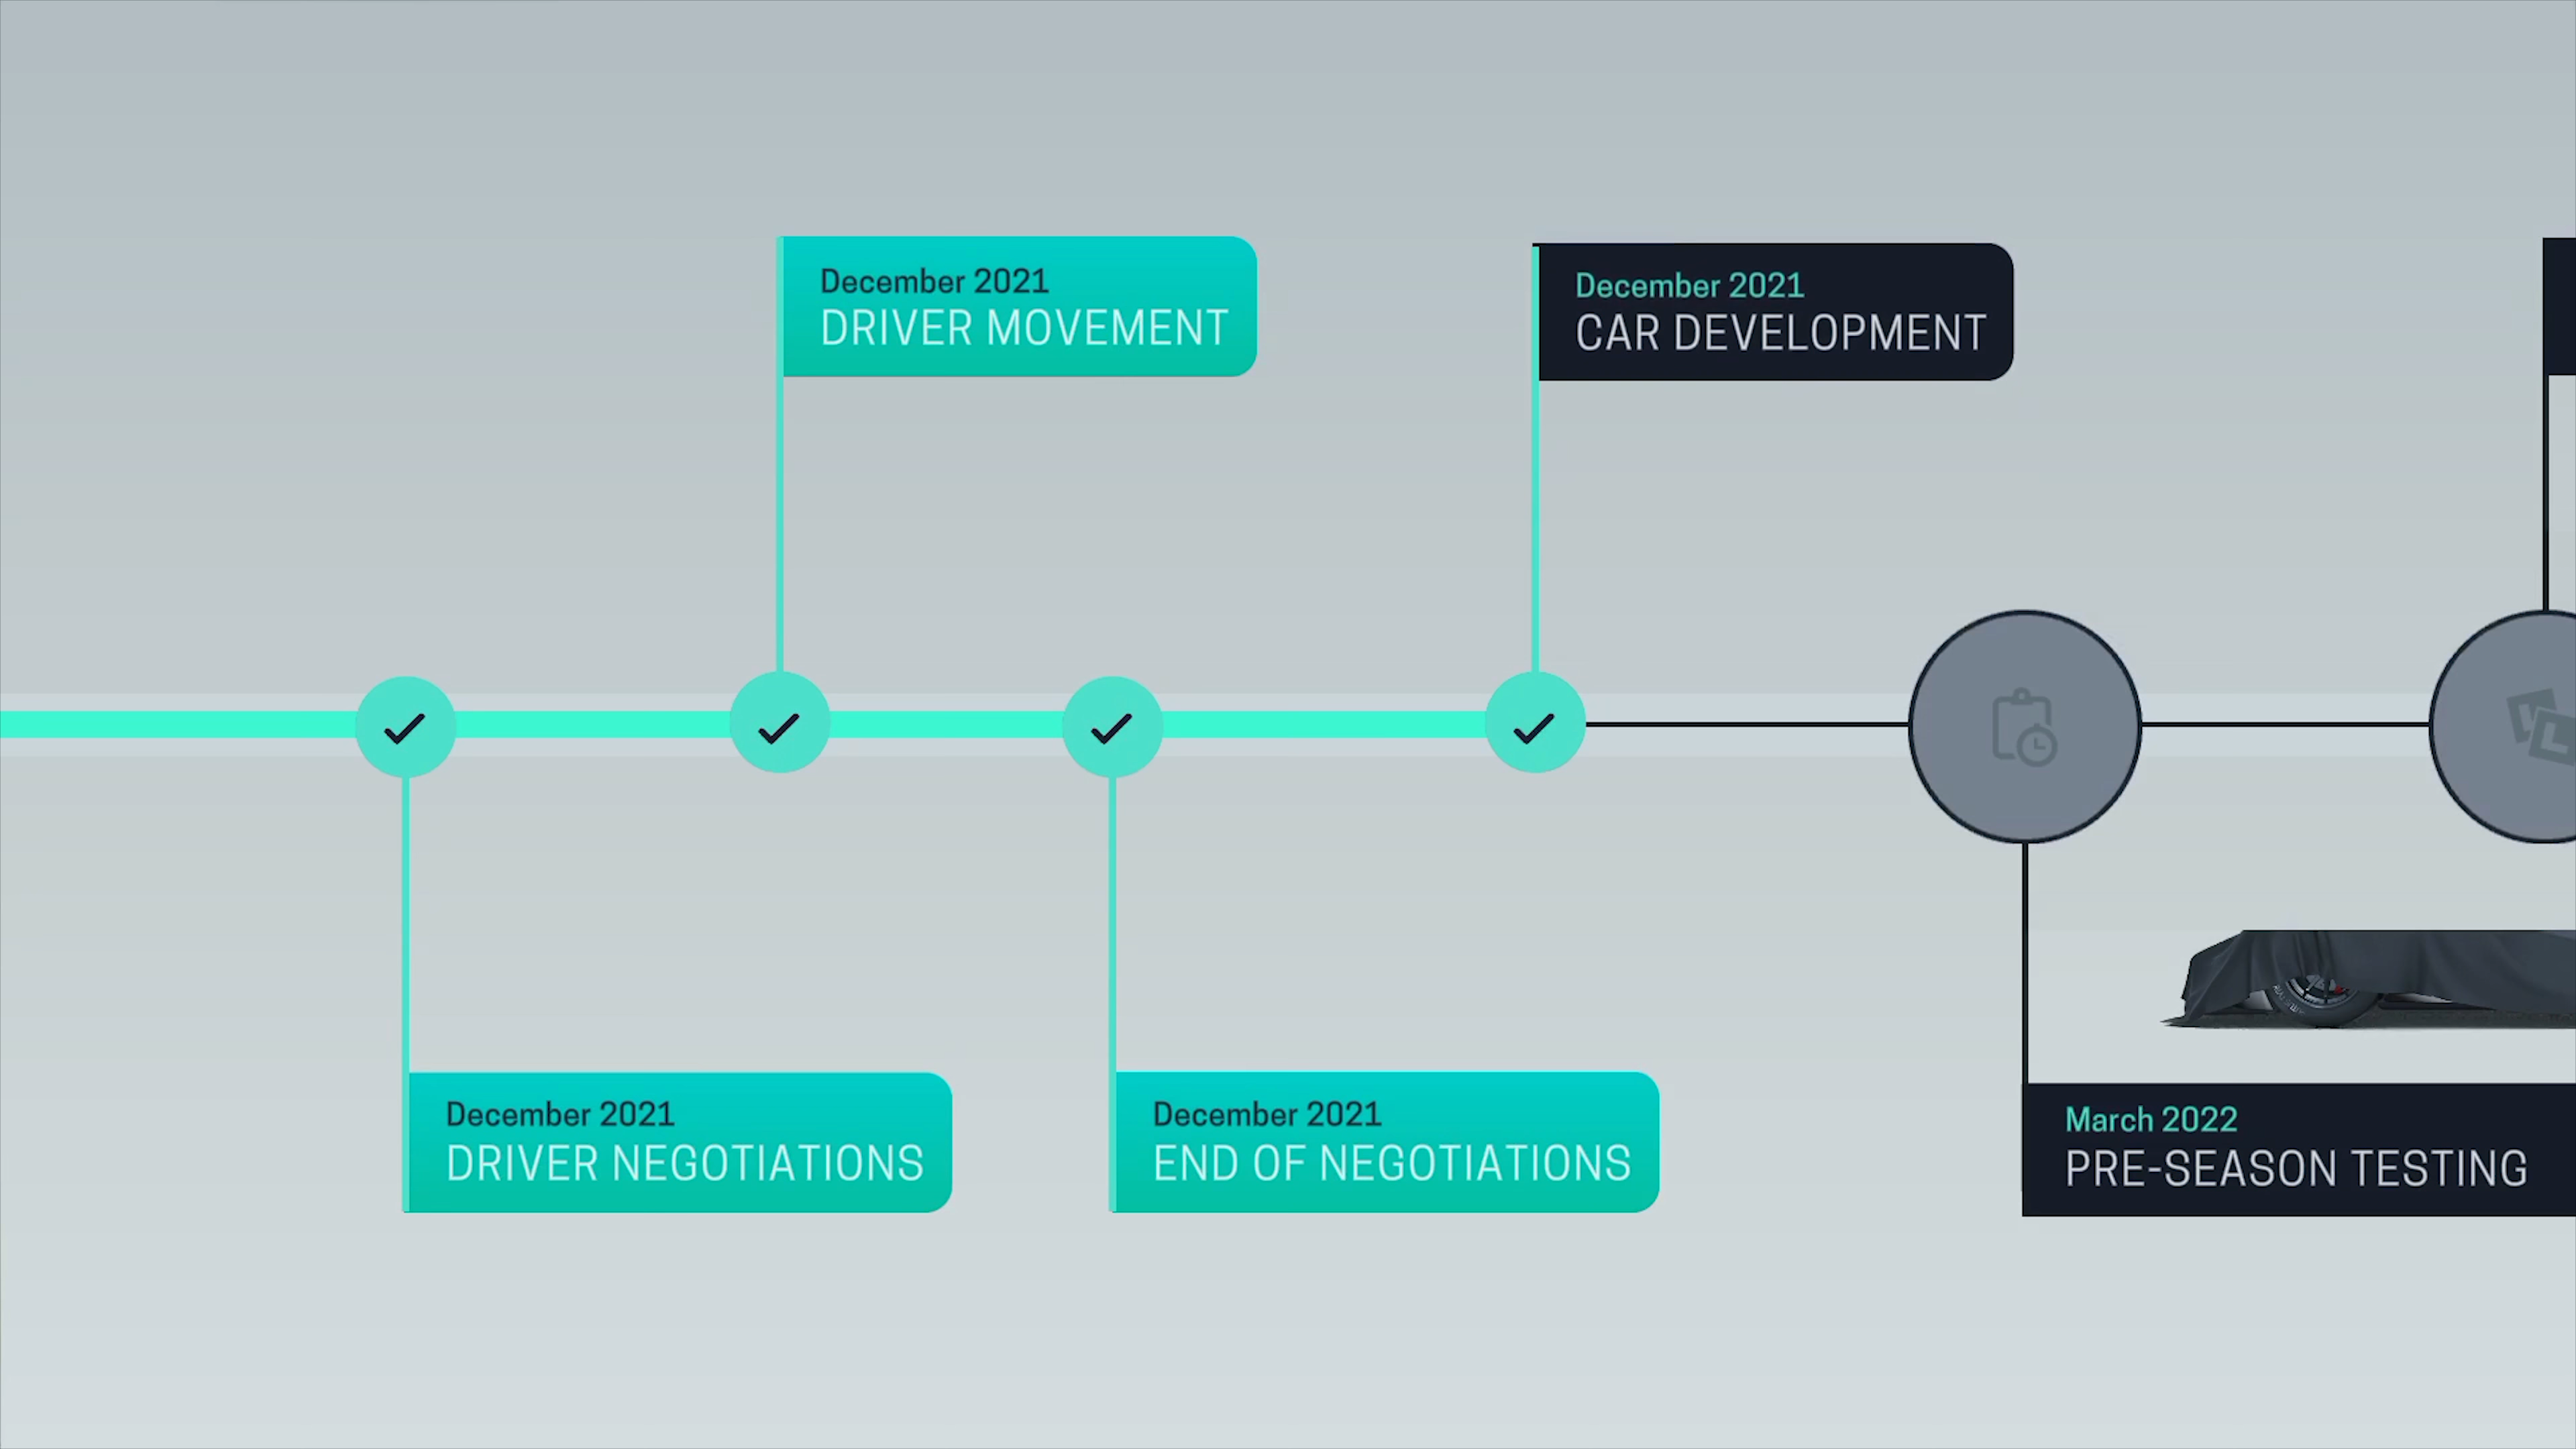 December 2021
DRIVER MOVEMENT
December 2021
CAR DEVELOPMENT
L
December 2021
DRIVER NEGOTIATIONS
December 2021
END OF NEGOTIATIONS
March 2022
PRE-SEASON TESTING